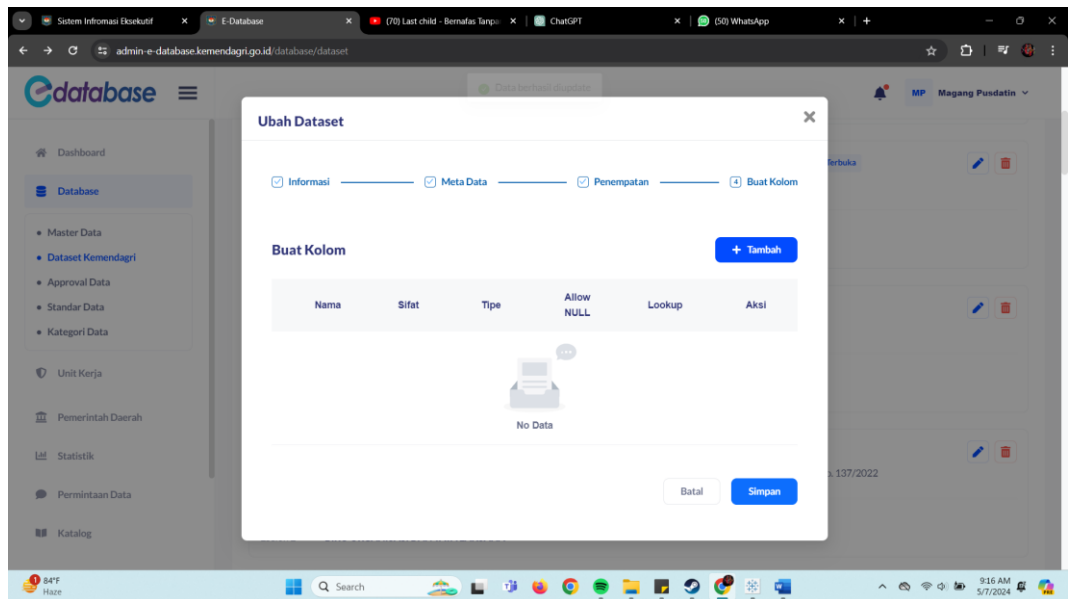 Sistem Infromasi Eksekutif
E-Database
(70) Last child - Bernafas Tanpa
ChatGPT
(50) WhatsApp
admin-e-database.kemendagri.go.id/database/dataset
database
Data berhasil diupdate
MP Magang Pusdatin
Dashboard
Database
Master Data
Dataset Kemendagri
Approval Data
Standar Data
Kategori Data
Unit Kerja
Pemerintah Daerah
Statistik
Permintaan Data
Katalog
Terbuka
137/2022
Ubah Dataset
Informasi
Meta Data
Penempatan
4 Buat Kolom
Buat Kolom
+ Tambah
Nama Sifat Tipe Allow NULL Lookup Aksi
No Data
Batal Simpan
1
84°F
Haze
Search
9:16 AM
5/7/2024